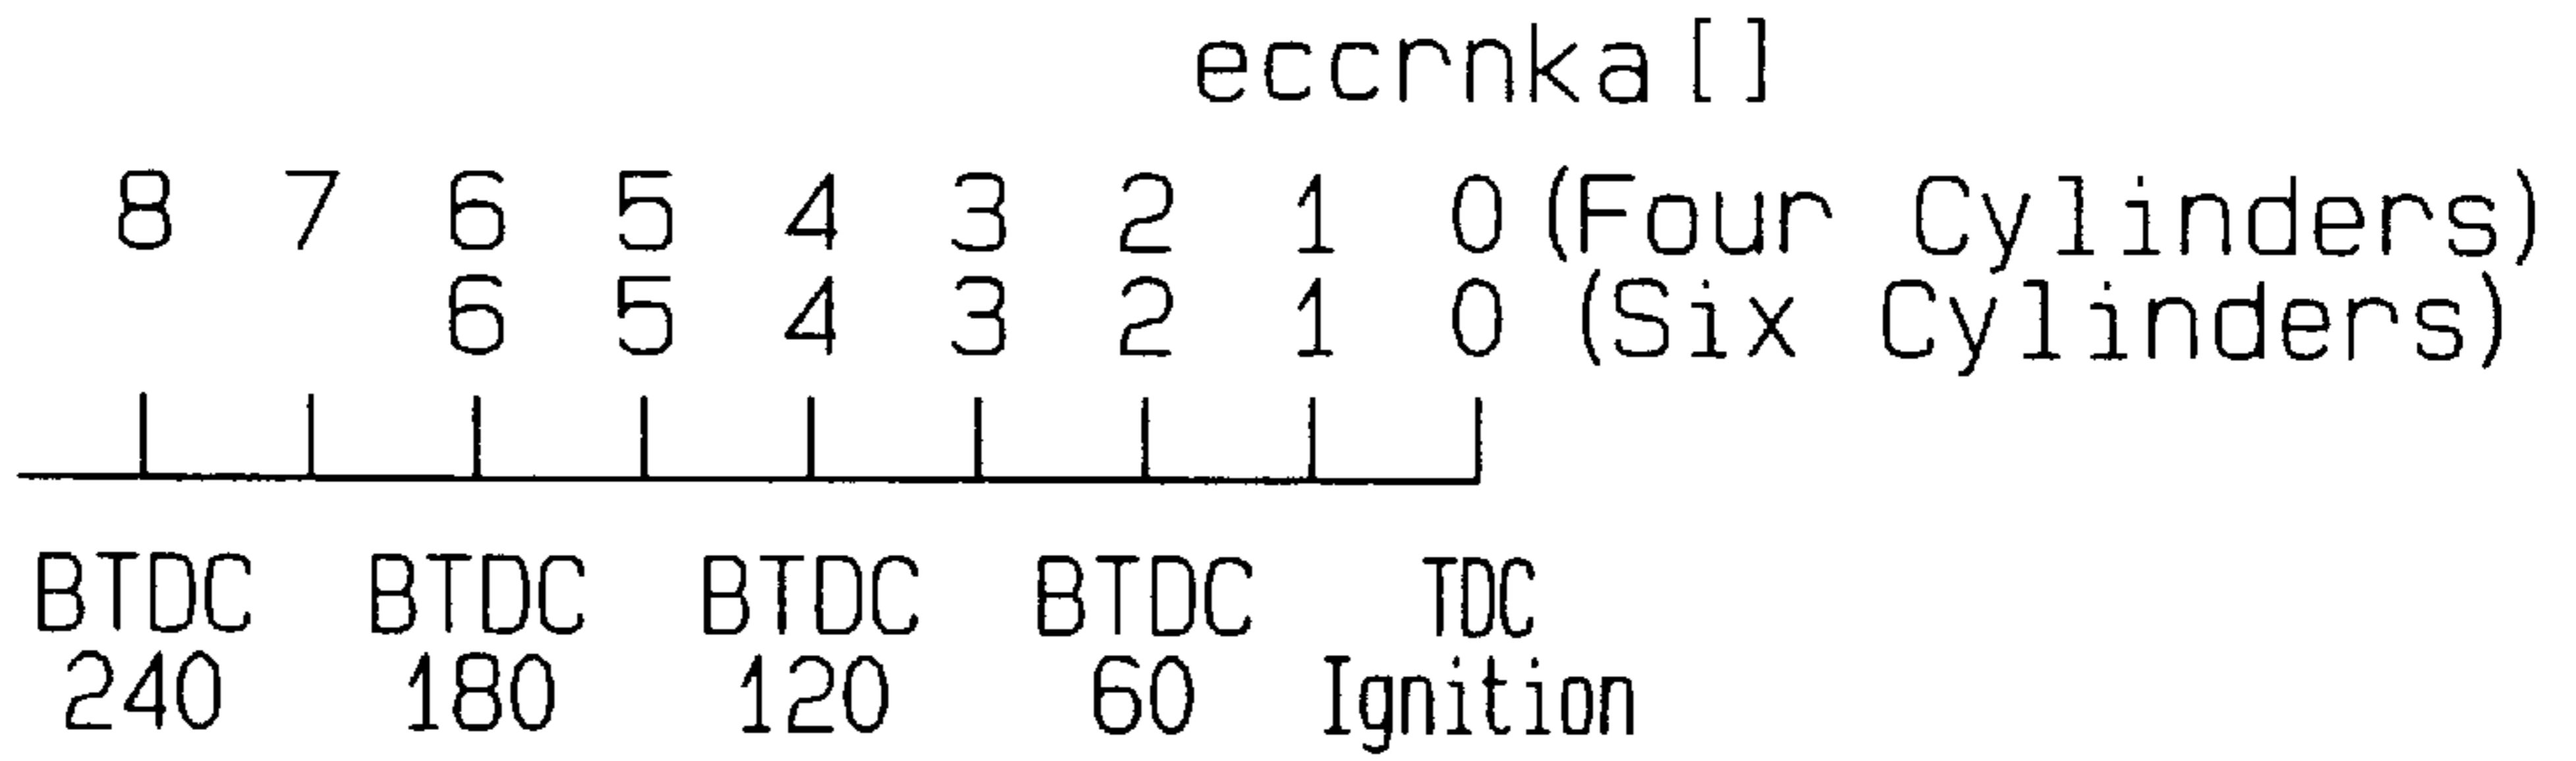 eccrnka[]
8 7 6 5 4 3 2 1 0 (Four Cylinders)
6 5 4 3 2 1 0 (Six Cylinders)
BTDC BTDC BTDC BTDC TDC
240 180 120 60 Ignition